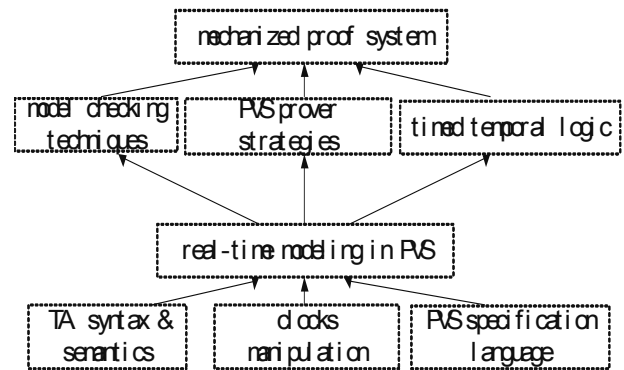 mechanized proof system
model checking
techniques
PVS prover
strategies
timed temporal logic
real-time modeling in PVS
TA syntax &
semantics
clocks
manipulation
PVS specification
language